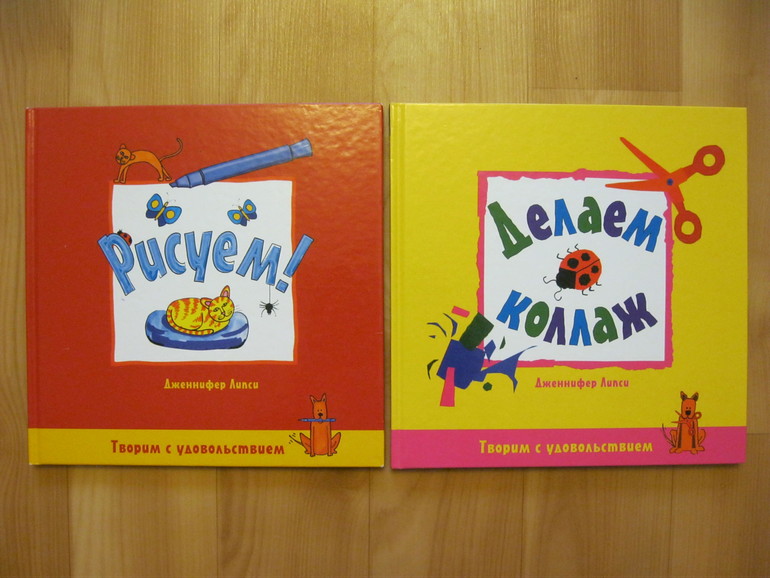 Рисуем!
Дженнифер Липси
Творим с удовольствием
Делаем
коллаж
Дженнифер Липси
Творим с удовольствием